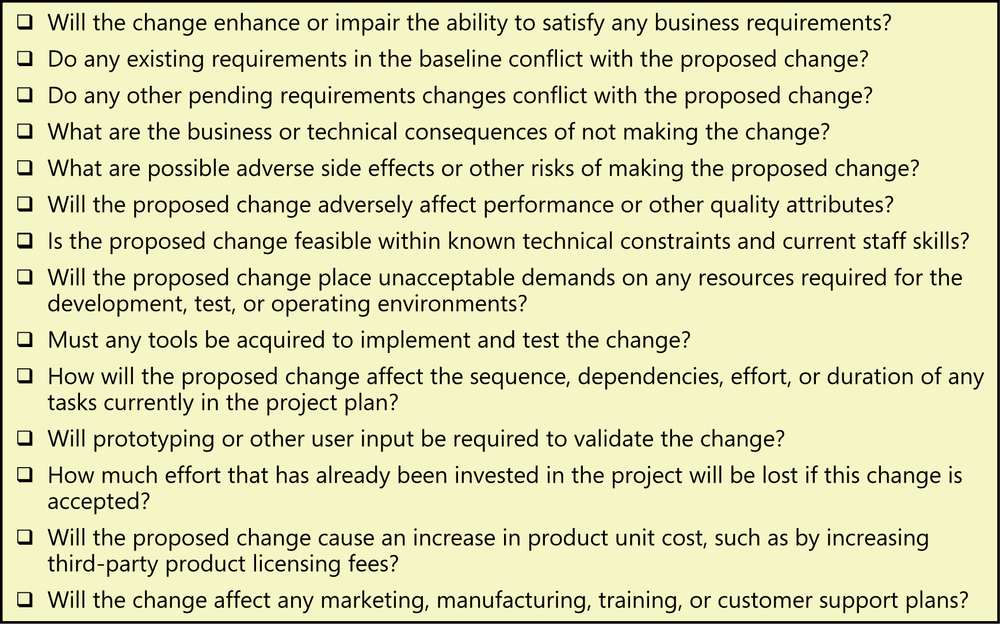 ❑ Will the change enhance or impair the ability to satisfy any business requirements?
❑ Do any existing requirements in the baseline conflict with the proposed change?
❑ Do any other pending requirements changes conflict with the proposed change?
❑ What are the business or technical consequences of not making the change?
❑ What are possible adverse side effects or other risks of making the proposed change?
❑ Will the proposed change adversely affect performance or other quality attributes?
❑ Is the proposed change feasible within known technical constraints and current staff skills?
❑ Will the proposed change place unacceptable demands on any resources required for the
development, test, or operating environments?
❑ Must any tools be acquired to implement and test the change?
❑ How will the proposed change affect the sequence, dependencies, effort, or duration of any
tasks currently in the project plan?
❑ Will prototyping or other user input be required to validate the change?
❑ How much effort that has already been invested in the project will be lost if this change is
accepted?
❑ Will the proposed change cause an increase in product unit cost, such as by increasing
third-party product licensing fees?
❑ Will the change affect any marketing, manufacturing, training, or customer support plans?